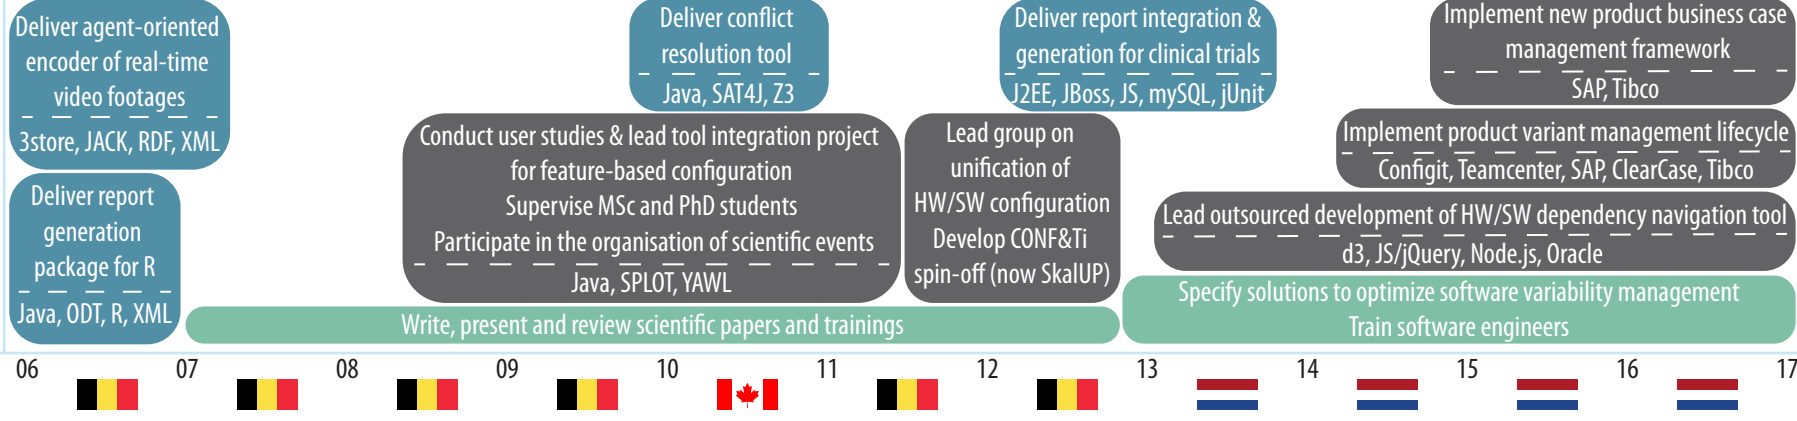 Deliver agent-oriented
encoder of real-time
video footages
3store, JACK, RDF, XML
Deliver report
generation
package for R
Java, ODT, R, XML
Deliver conflict
resolution tool
Java, SAT4J, Z3
Conduct user studies & lead tool integration project
for feature-based configuration
Supervise MSc and PhD students
Participate in the organisation of scientific events
Java, SPLOT, YAWL
Deliver report integration &
generation for clinical trials
J2EE, JBoss, JS, mySQL, jUnit
Lead group on
unification of
HW/SW configuration
Develop CONF&Ti
spin-off (now SkalUP)
Write, present and review scientific papers and trainings
Implement new product business case
management framework
SAP, Tibco
Implement product variant management lifecycle
Configit, Teamcenter, SAP, ClearCase, Tibco
Lead outsourced development of HW/SW dependency navigation tool
d3, JS/jQuery, Node.js, Oracle
Specify solutions to optimize software variability management
Train software engineers
06 07 08 09 10 11 12 13 14 15 16 17